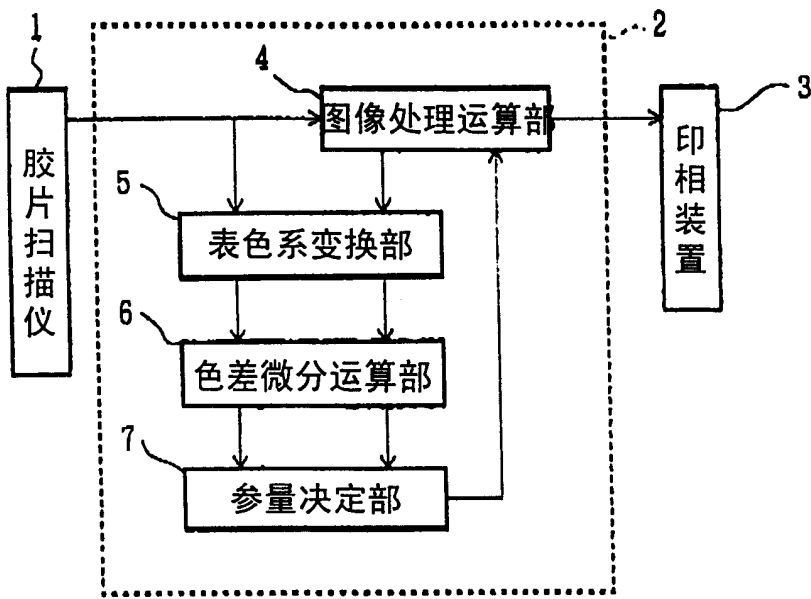 1
2
3
4
图像处理运算部
胶片扫描仪
印相装置
5
表色系变换部
6
色差微分运算部
7
参量决定部